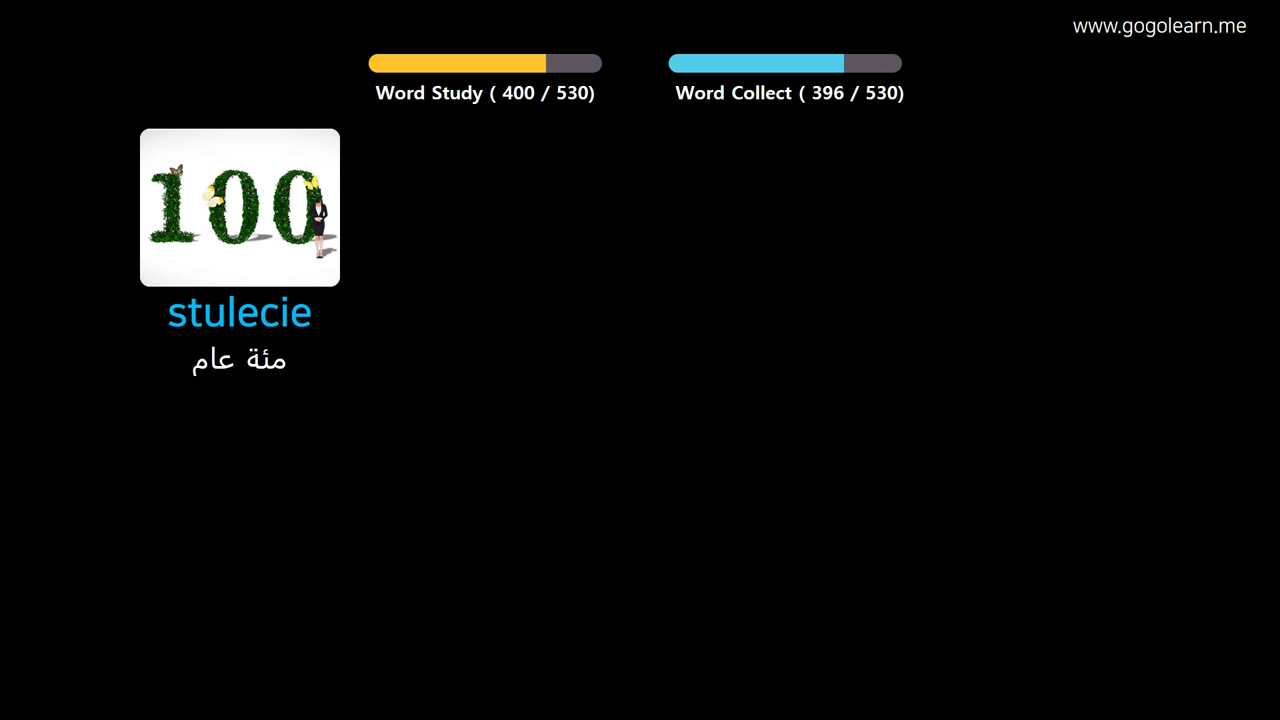 www.gogolearn.me
Word Study ( 400 / 530)
Word Collect ( 396 / 530)
100
stulecie
مئة عام